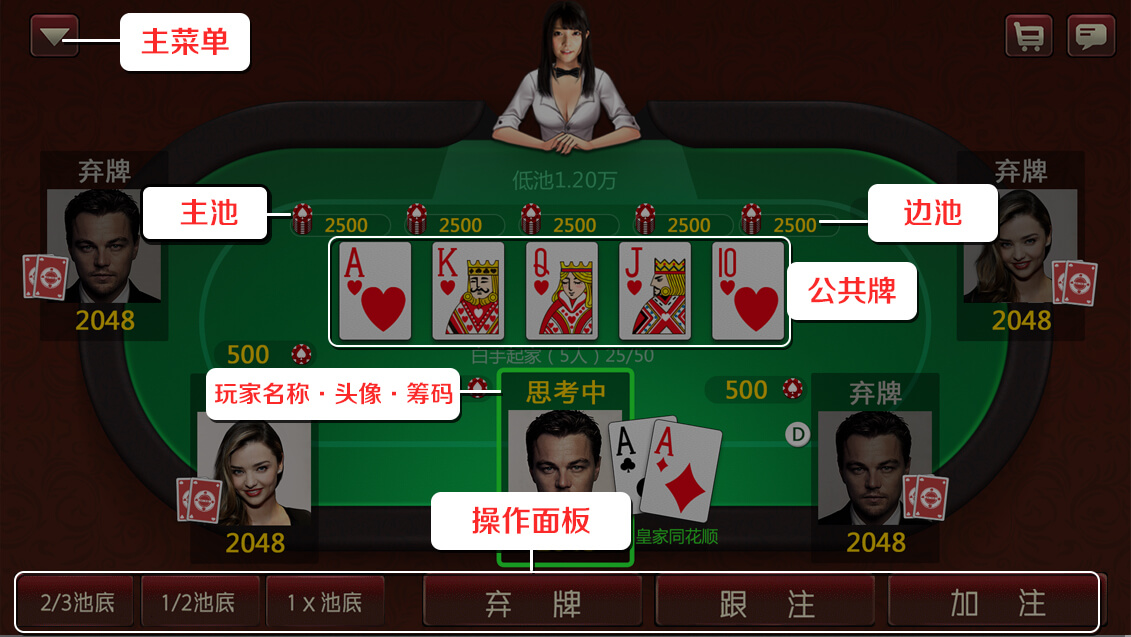 主菜单
弃牌
弃牌
低池1.20万
主池
2500
2500
2500
2500
2500
边池
A
K
Q
J
10
公共牌
2048
2048
500
白手起家（5人）25/50
玩家名称·头像·筹码
思考中
500
弃牌
A
A
D
操作面板
皇家同花顺
2048
2048
2/3池底
1/2池底
1x池底
弃 牌
跟 注
加 注